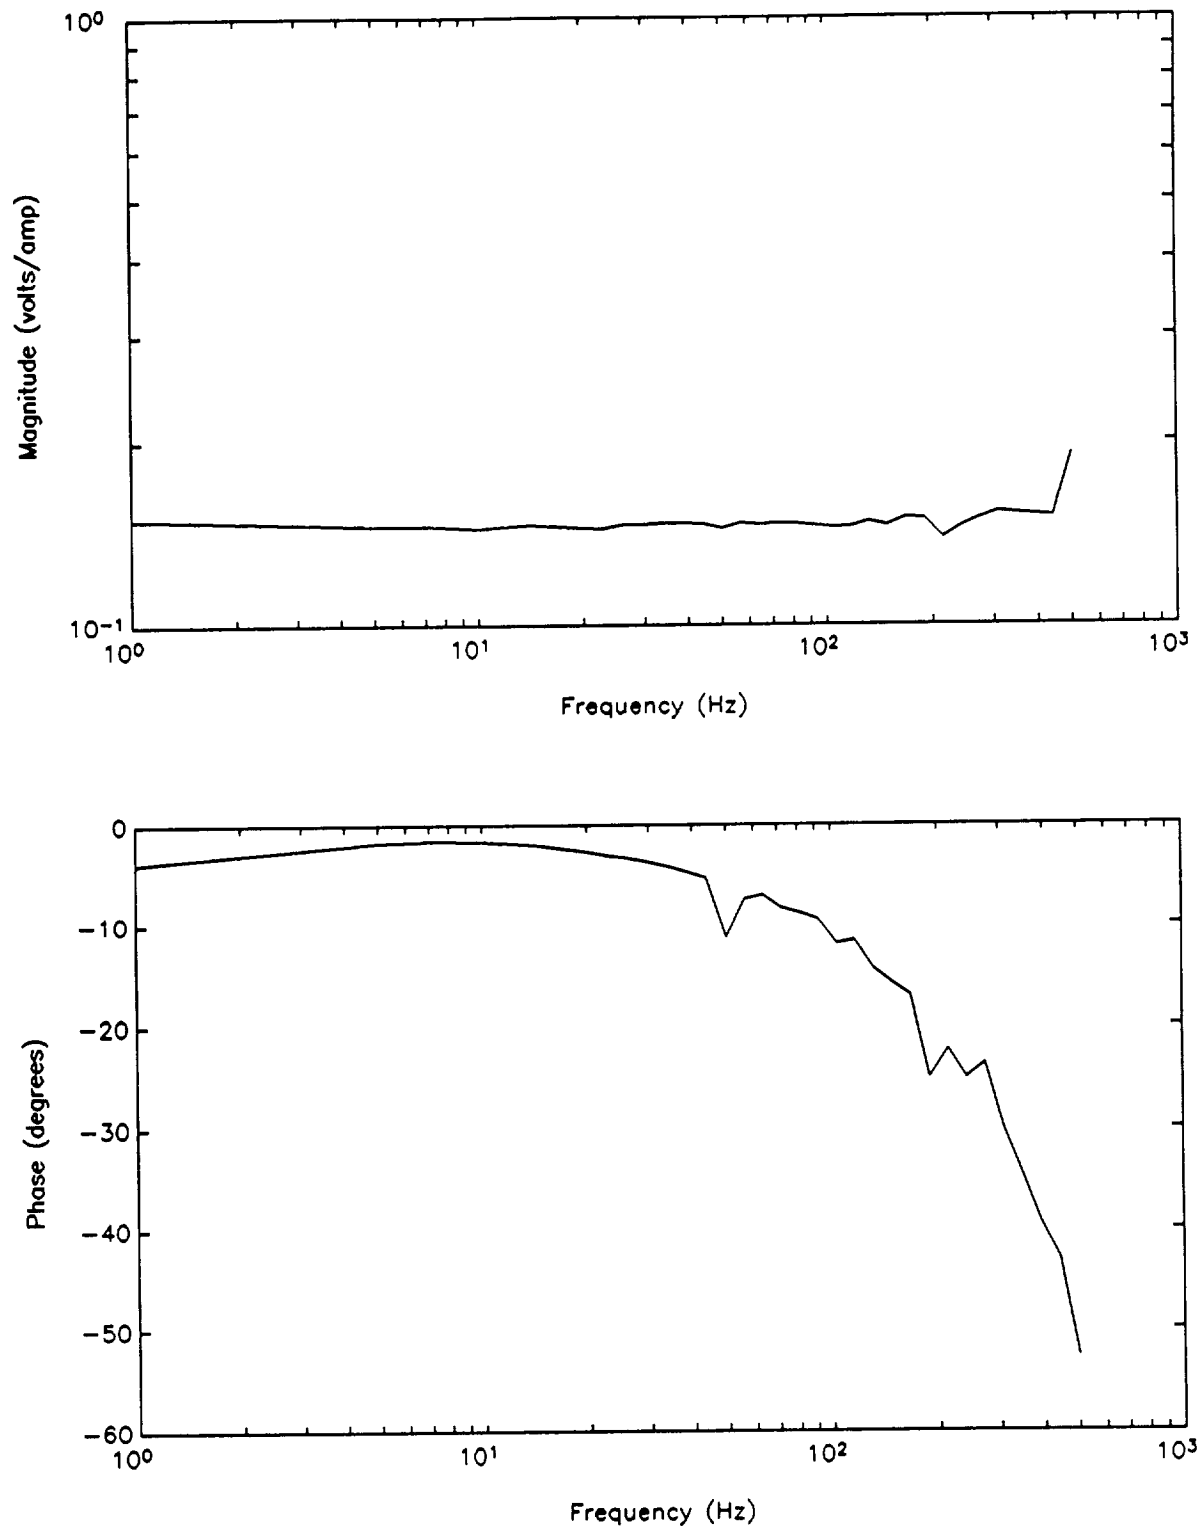 10⁰
Magnitude (volts/amp)
10⁻¹
10⁰ 10¹ 10² 10³
Frequency (Hz)
0
−10
−20
−30
−40
−50
−60
Phase (degrees)
10⁰ 10¹ 10² 10³
Frequency (Hz)